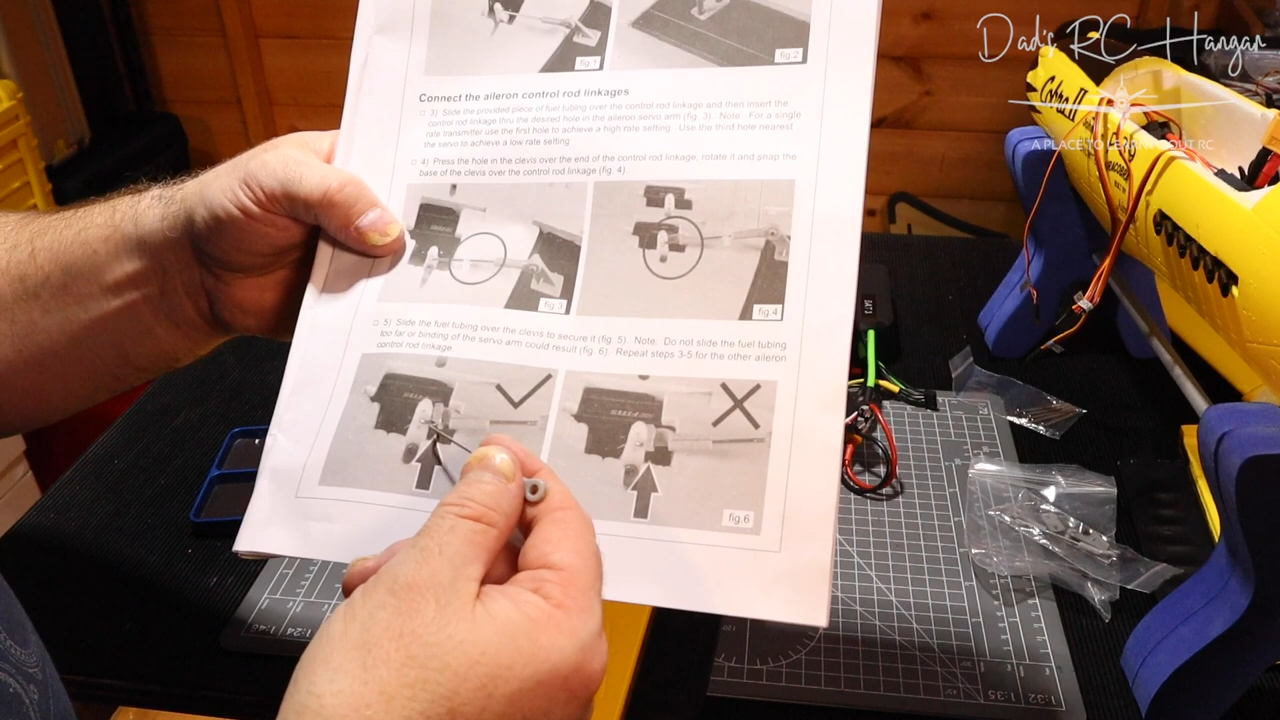 Dad's RC Hangar
A PLACE TO LEARN ABOUT RC
fig.1
fig.2
Connect the aileron control rod linkages
3) Slide the provided piece of fuel tubing over the control rod linkage and then insert the
control rod linkage thru the desired hole in the aileron servo arm (fig. 3). Note: For a single
rate transmitter use the first hole to achieve a high rate setting. Use the third hole nearest
the servo to achieve a low rate setting
4) Press the hole in the clevis over the end of the control rod linkage, rotate it and snap the
base of the clevis over the control rod linkage (fig. 4)
fig.3
fig.4
5) Slide the fuel tubing over the clevis to secure it (fig. 5). Note: Do not slide the fuel tubing
too far or binding of the servo arm could result (fig. 6). Repeat steps 3-5 for the other aileron
control rod linkage.
fig.6
Cobra II
1:48
1:24
1:35
1:32